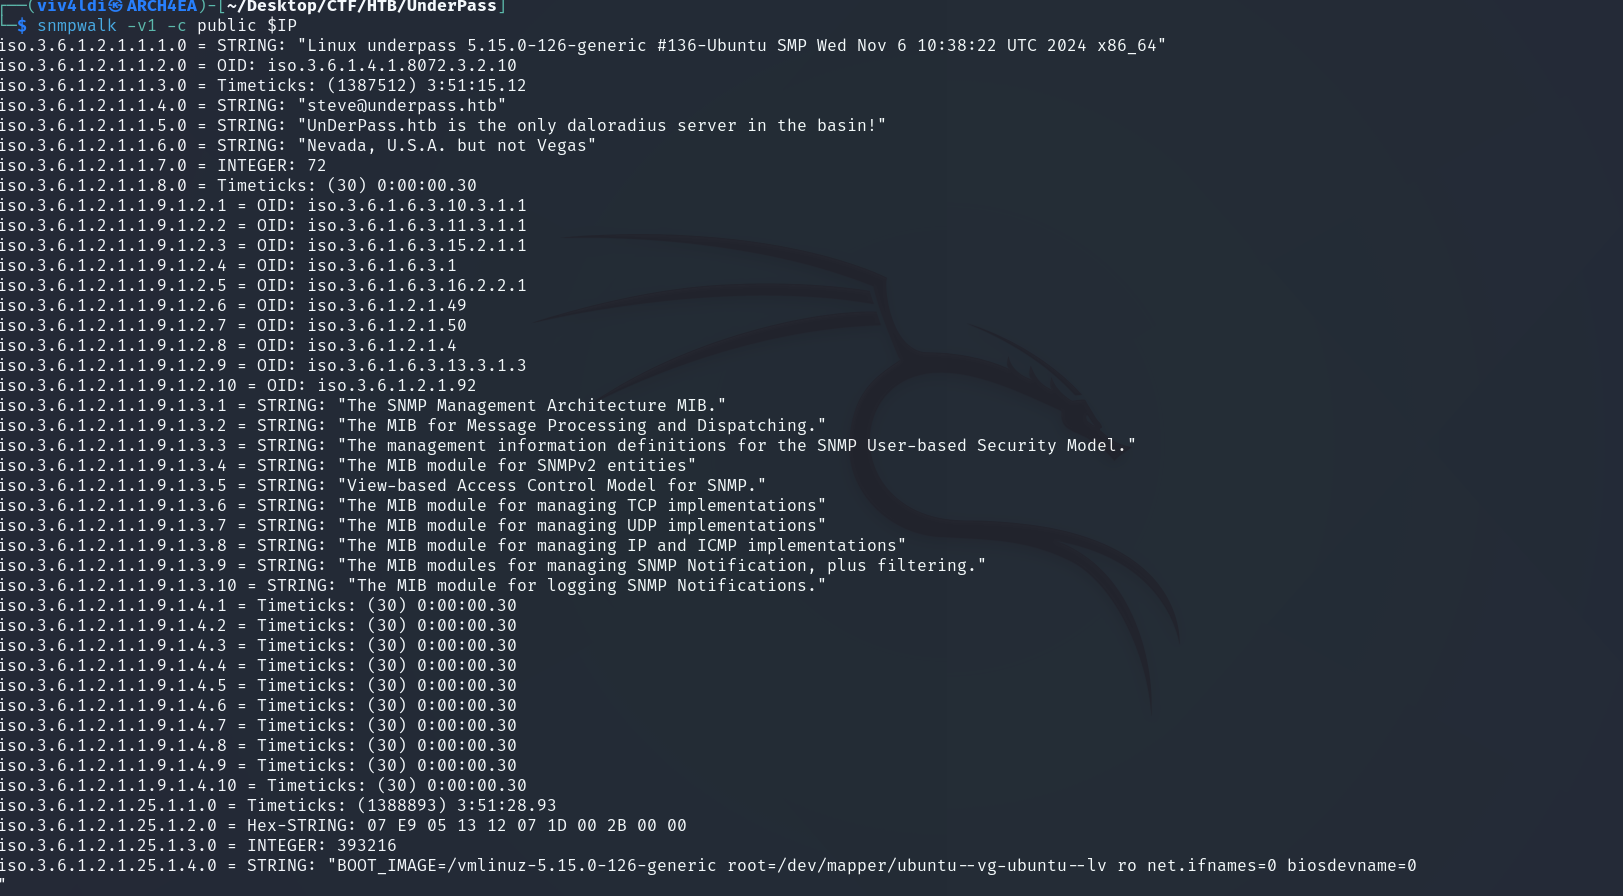 ┌──(viv4ldi㉿ARCH4EA)-[~/Desktop/CTF/HTB/UnderPass]
└─$ snmpwalk -v1 -c public $IP
iso.3.6.1.2.1.1.1.0 = STRING: "Linux underpass 5.15.0-126-generic #136-Ubuntu SMP Wed Nov 6 10:38:22 UTC 2024 x86_64"
iso.3.6.1.2.1.1.2.0 = OID: iso.3.6.1.4.1.8072.3.2.10
iso.3.6.1.2.1.1.3.0 = Timeticks: (1387512) 3:51:15.12
iso.3.6.1.2.1.1.4.0 = STRING: "steve@underpass.htb"
iso.3.6.1.2.1.1.5.0 = STRING: "UnDerPass.htb is the only daloradius server in the basin!"
iso.3.6.1.2.1.1.6.0 = STRING: "Nevada, U.S.A. but not Vegas"
iso.3.6.1.2.1.1.7.0 = INTEGER: 72
iso.3.6.1.2.1.1.8.0 = Timeticks: (30) 0:00:00.30
iso.3.6.1.2.1.1.9.1.2.1 = OID: iso.3.6.1.6.3.10.3.1.1
iso.3.6.1.2.1.1.9.1.2.2 = OID: iso.3.6.1.6.3.11.3.1.1
iso.3.6.1.2.1.1.9.1.2.3 = OID: iso.3.6.1.6.3.15.2.1.1
iso.3.6.1.2.1.1.9.1.2.4 = OID: iso.3.6.1.6.3.1
iso.3.6.1.2.1.1.9.1.2.5 = OID: iso.3.6.1.6.3.16.2.2.1
iso.3.6.1.2.1.1.9.1.2.6 = OID: iso.3.6.1.2.1.49
iso.3.6.1.2.1.1.9.1.2.7 = OID: iso.3.6.1.2.1.50
iso.3.6.1.2.1.1.9.1.2.8 = OID: iso.3.6.1.2.1.4
iso.3.6.1.2.1.1.9.1.2.9 = OID: iso.3.6.1.6.3.13.3.1.3
iso.3.6.1.2.1.1.9.1.2.10 = OID: iso.3.6.1.2.1.92
iso.3.6.1.2.1.1.9.1.3.1 = STRING: "The SNMP Management Architecture MIB."
iso.3.6.1.2.1.1.9.1.3.2 = STRING: "The MIB for Message Processing and Dispatching."
iso.3.6.1.2.1.1.9.1.3.3 = STRING: "The management information definitions for the SNMP User-based Security Model."
iso.3.6.1.2.1.1.9.1.3.4 = STRING: "The MIB module for SNMPv2 entities"
iso.3.6.1.2.1.1.9.1.3.5 = STRING: "View-based Access Control Model for SNMP."
iso.3.6.1.2.1.1.9.1.3.6 = STRING: "The MIB module for managing TCP implementations"
iso.3.6.1.2.1.1.9.1.3.7 = STRING: "The MIB module for managing UDP implementations"
iso.3.6.1.2.1.1.9.1.3.8 = STRING: "The MIB module for managing IP and ICMP implementations"
iso.3.6.1.2.1.1.9.1.3.9 = STRING: "The MIB modules for managing SNMP Notification, plus filtering."
iso.3.6.1.2.1.1.9.1.3.10 = STRING: "The MIB module for logging SNMP Notifications."
iso.3.6.1.2.1.1.9.1.4.1 = Timeticks: (30) 0:00:00.30
iso.3.6.1.2.1.1.9.1.4.2 = Timeticks: (30) 0:00:00.30
iso.3.6.1.2.1.1.9.1.4.3 = Timeticks: (30) 0:00:00.30
iso.3.6.1.2.1.1.9.1.4.4 = Timeticks: (30) 0:00:00.30
iso.3.6.1.2.1.1.9.1.4.5 = Timeticks: (30) 0:00:00.30
iso.3.6.1.2.1.1.9.1.4.6 = Timeticks: (30) 0:00:00.30
iso.3.6.1.2.1.1.9.1.4.7 = Timeticks: (30) 0:00:00.30
iso.3.6.1.2.1.1.9.1.4.8 = Timeticks: (30) 0:00:00.30
iso.3.6.1.2.1.1.9.1.4.9 = Timeticks: (30) 0:00:00.30
iso.3.6.1.2.1.1.9.1.4.10 = Timeticks: (30) 0:00:00.30
iso.3.6.1.2.1.25.1.1.0 = Timeticks: (1388893) 3:51:28.93
iso.3.6.1.2.1.25.1.2.0 = Hex-STRING: 07 E9 05 13 12 07 1D 00 2B 00 00
iso.3.6.1.2.1.25.1.3.0 = INTEGER: 393216
iso.3.6.1.2.1.25.1.4.0 = STRING: "BOOT_IMAGE=/vmlinuz-5.15.0-126-generic root=/dev/mapper/ubuntu--vg-ubuntu--lv ro net.ifnames=0 biosdevname=0
"